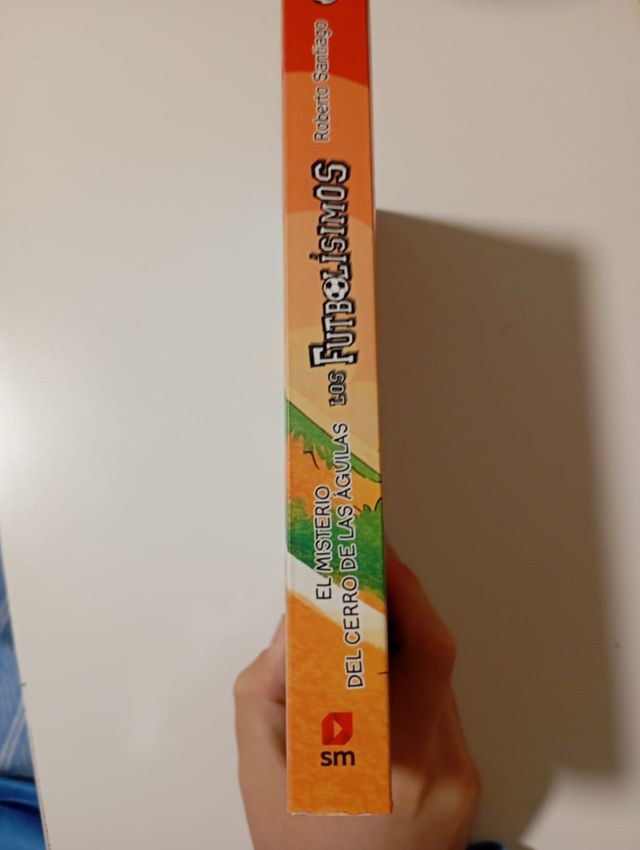 Roberto Santiago
LOS FUTBOLÍSIMOS
EL MISTERIO
DEL CERRO DE LAS ÁGUILAS
sm